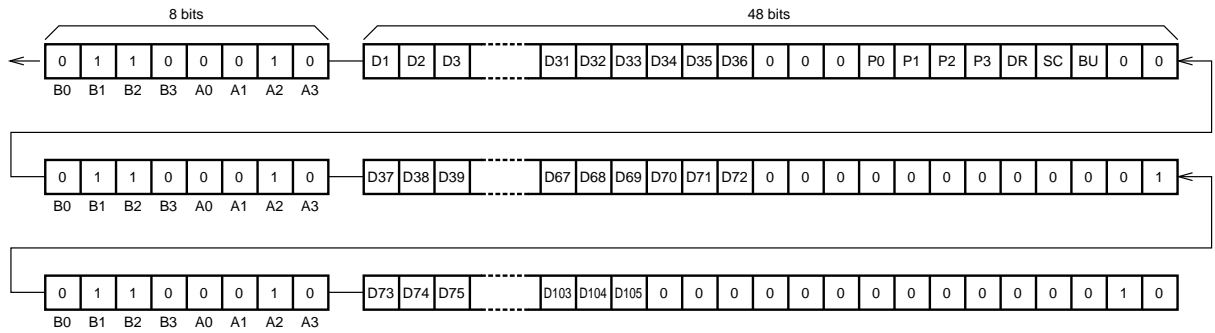 8 bits 48 bits
0 1 1 0 0 0 1 0 D1 D2 D3 D31 D32 D33 D34 D35 D36 0 0 0 P0 P1 P2 P3 DR SC BU 0 0
B0 B1 B2 B3 A0 A1 A2 A3
0 1 1 0 0 0 1 0 D37 D38 D39 D67 D68 D69 D70 D71 D72 0 0 0 0 0 0 0 0 0 0 0 1
B0 B1 B2 B3 A0 A1 A2 A3
0 1 1 0 0 0 1 0 D73 D74 D75 D103 D104 D105 0 0 0 0 0 0 0 0 0 0 0 0 0 1 0
B0 B1 B2 B3 A0 A1 A2 A3